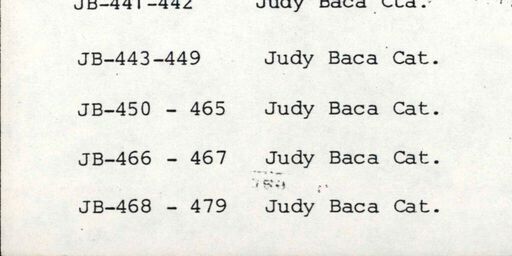 JB-441-442 Judy Baca Cta.
JB-443-449 Judy Baca Cat.
JB-450 - 465 Judy Baca Cat.
JB-466 - 467 Judy Baca Cat.
JB-468 - 479 Judy Baca Cat.